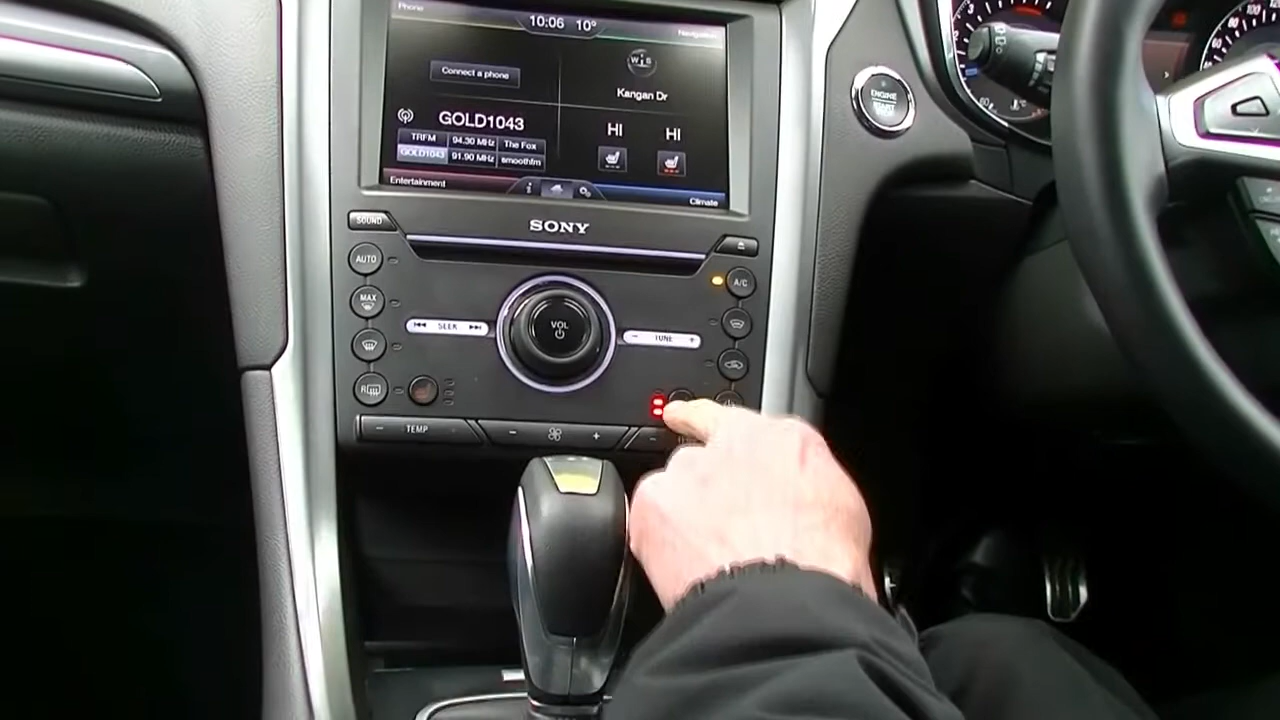 Phone
10:06 10°
Navigation
Connect a phone
Kangan Dr
GOLD1043
HI HI
TRFM 94.30 MHz The Fox
GOLD1043 91.90 MHz smoothfm
Entertainment
Climate
SOUND
SONY
AUTO
A/C
MAX
VOL
SEEK
TUNE
R
TEMP
ENGINE
START